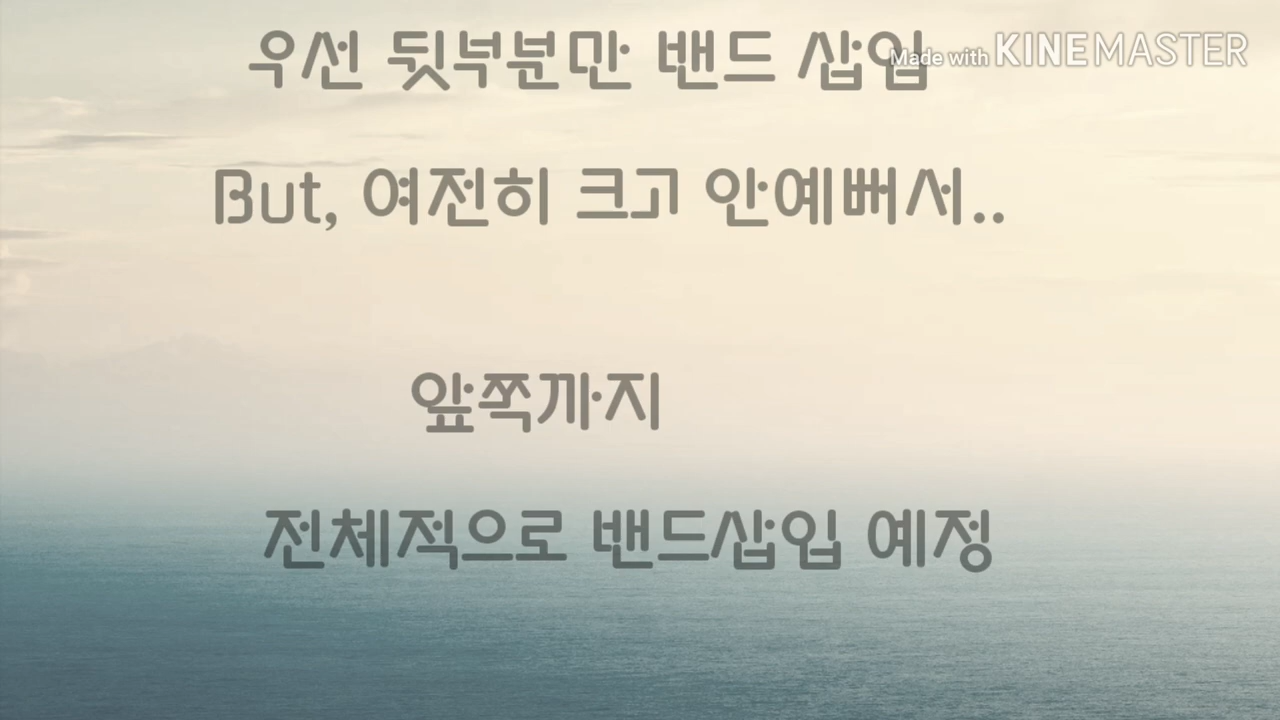 우선 뒷부분만 밴드 삽입
Made with KINEMASTER
But, 여전히 크고 안예뻐서..
앞쪽까지
전체적으로 밴드삽입 예정